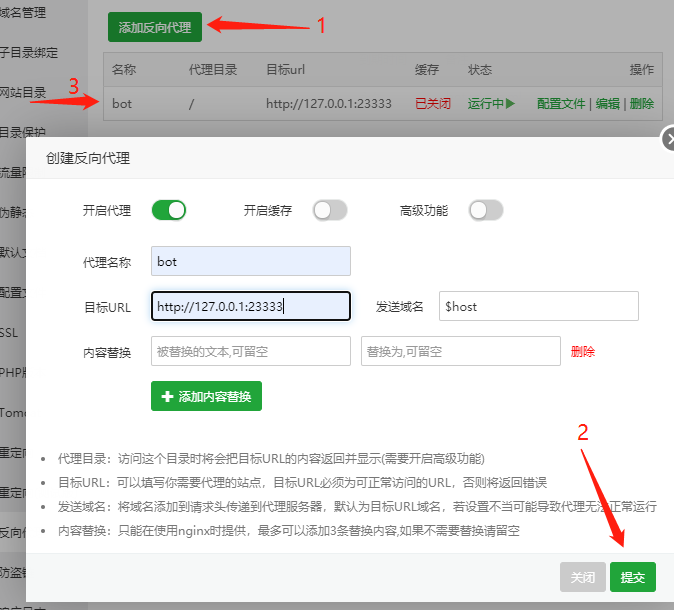 域名管理
添加反向代理
1
子目录绑定
名称 代理目录 目标url 缓存 状态 操作
网站目录
3
bot / http://127.0.0.1:23333 已关闭 运行中 配置文件 | 编辑 | 删除
目录保护
创建反向代理
流量
开启代理 开启缓存 高级功能
伪静
默认
代理名称 bot
配置
目标URL http://127.0.0.1:23333 发送域名 $host
SSL
内容替换 被替换的文本,可留空 替换为,可留空 删除
PHP
添加内容替换
Tom
2
重定
代理目录：访问这个目录时将会把目标URL的内容返回并显示(需要开启高级功能)
目标URL：可以填写你需要代理的站点，目标URL必须为可正常访问的URL，否则将返回错误
重定
发送域名：将域名添加到请求头传递到代理服务器，默认为目标URL域名，若设置不当可能导致代理无法正常运行
反向
内容替换：只能在使用nginx时提供，最多可以添加3条替换内容,如果不需要替换请留空
防盗
关闭 提交